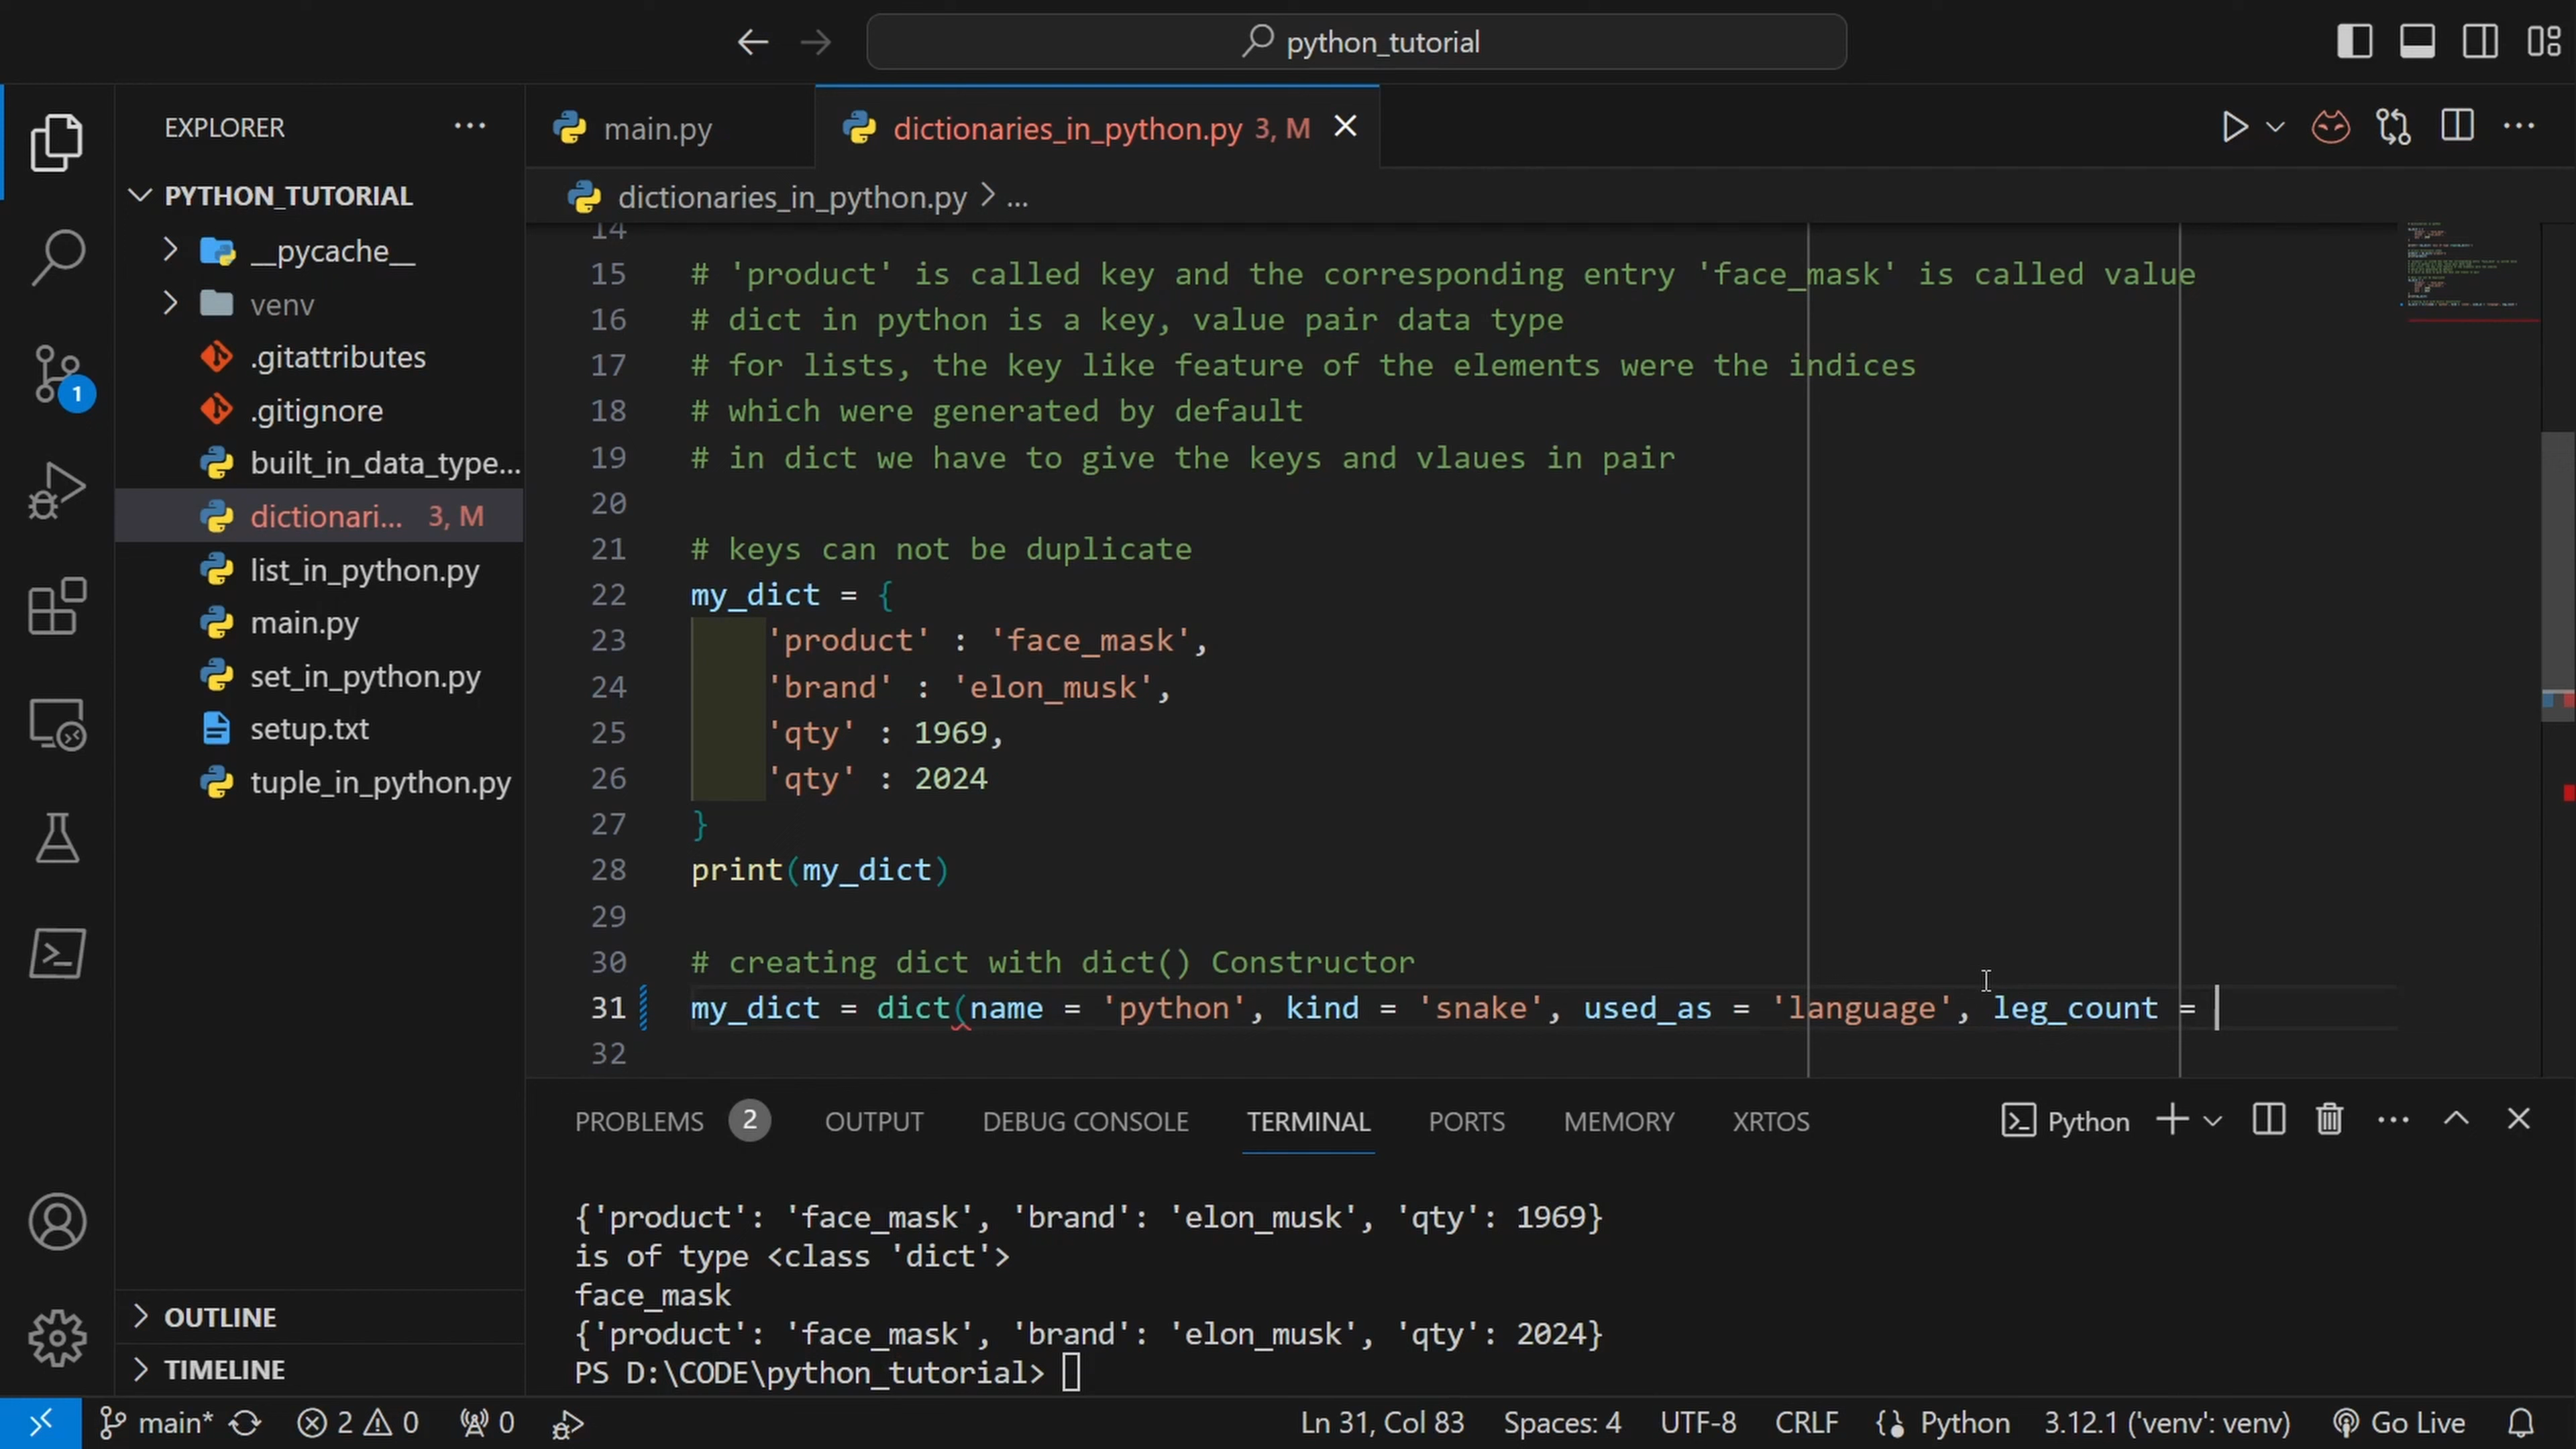 python_tutorial
EXPLORER
main.py
dictionaries_in_python.py 3, M
PYTHON_TUTORIAL
dictionaries_in_python.py > ...
__pycache__
venv
.gitattributes
.gitignore
built_in_data_type...
dictionari... 3, M
list_in_python.py
main.py
set_in_python.py
setup.txt
tuple_in_python.py
1
OUTLINE
TIMELINE
14
15 # 'product' is called key and the corresponding entry 'face_mask' is called value
16 # dict in python is a key, value pair data type
17 # for lists, the key like feature of the elements were the indices
18 # which were generated by default
19 # in dict we have to give the keys and vlaues in pair
20
21 # keys can not be duplicate
22 my_dict = {
23 'product' : 'face_mask',
24 'brand' : 'elon_musk',
25 'qty' : 1969,
26 'qty' : 2024
27 }
28 print(my_dict)
29
30 # creating dict with dict() Constructor
31 my_dict = dict(name = 'python', kind = 'snake', used_as = 'language', leg_count =
32
PROBLEMS 2 OUTPUT DEBUG CONSOLE TERMINAL PORTS MEMORY XRTOS Python
{'product': 'face_mask', 'brand': 'elon_musk', 'qty': 1969}
is of type <class 'dict'>
face_mask
{'product': 'face_mask', 'brand': 'elon_musk', 'qty': 2024}
PS D:\CODE\python_tutorial>
main* 2 0 0 Ln 31, Col 83 Spaces: 4 UTF-8 CRLF Python 3.12.1 ('venv': venv) Go Live